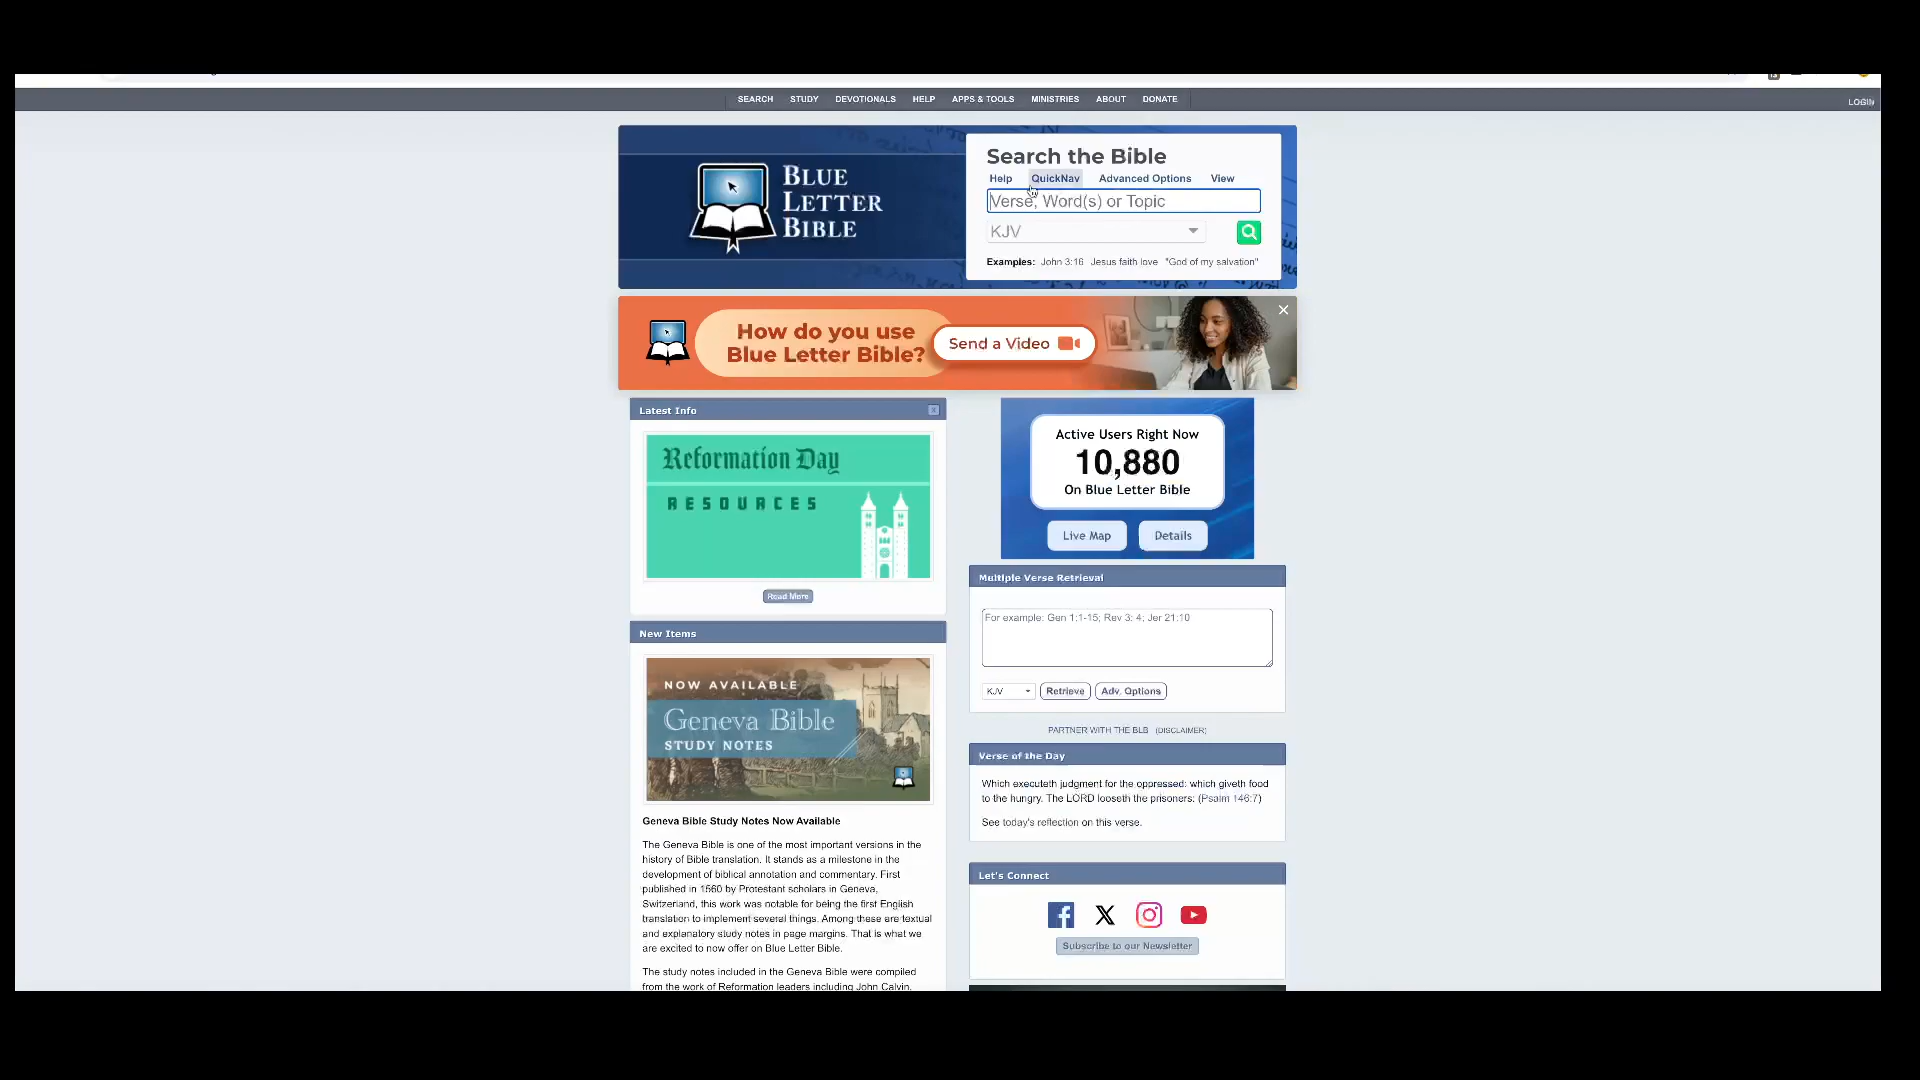 SEARCH STUDY DEVOTIONALS HELP APPS & TOOLS MINISTRIES ABOUT DONATE
LOGIN
BLUE
LETTER
BIBLE
Search the Bible
Help QuickNav Advanced Options View
Verse, Word(s) or Topic
KJV
Examples: John 3:16 Jesus faith love "God of my salvation"
How do you use
Blue Letter Bible?
Send a Video
Latest Info
Reformation Day
RESOURCES
Read More
New Items
NOW AVAILABLE
Geneva Bible
STUDY NOTES
Geneva Bible Study Notes Now Available
The Geneva Bible is one of the most important versions in the
history of Bible translation. It stands as a milestone in the
development of biblical annotation and commentary. First
published in 1560 by Protestant scholars in Geneva,
Switzerland, this work was notable for being the first English
translation to implement several things. Among these are textual
and explanatory study notes in page margins. That is what we
are excited to now offer on Blue Letter Bible.
The study notes included in the Geneva Bible were compiled
from the work of Reformation leaders including John Calvin,
Active Users Right Now
10,880
On Blue Letter Bible
Live Map Details
Multiple Verse Retrieval
For example: Gen 1:1-15; Rev 3: 4; Jer 21:10
KJV Retrieve Adv. Options
PARTNER WITH THE BLB (DISCLAIMER)
Verse of the Day
Which executeth judgment for the oppressed: which giveth food
to the hungry. The LORD looseth the prisoners: (Psalm 146:7)
See today's reflection on this verse.
Let's Connect
Subscribe to our Newsletter